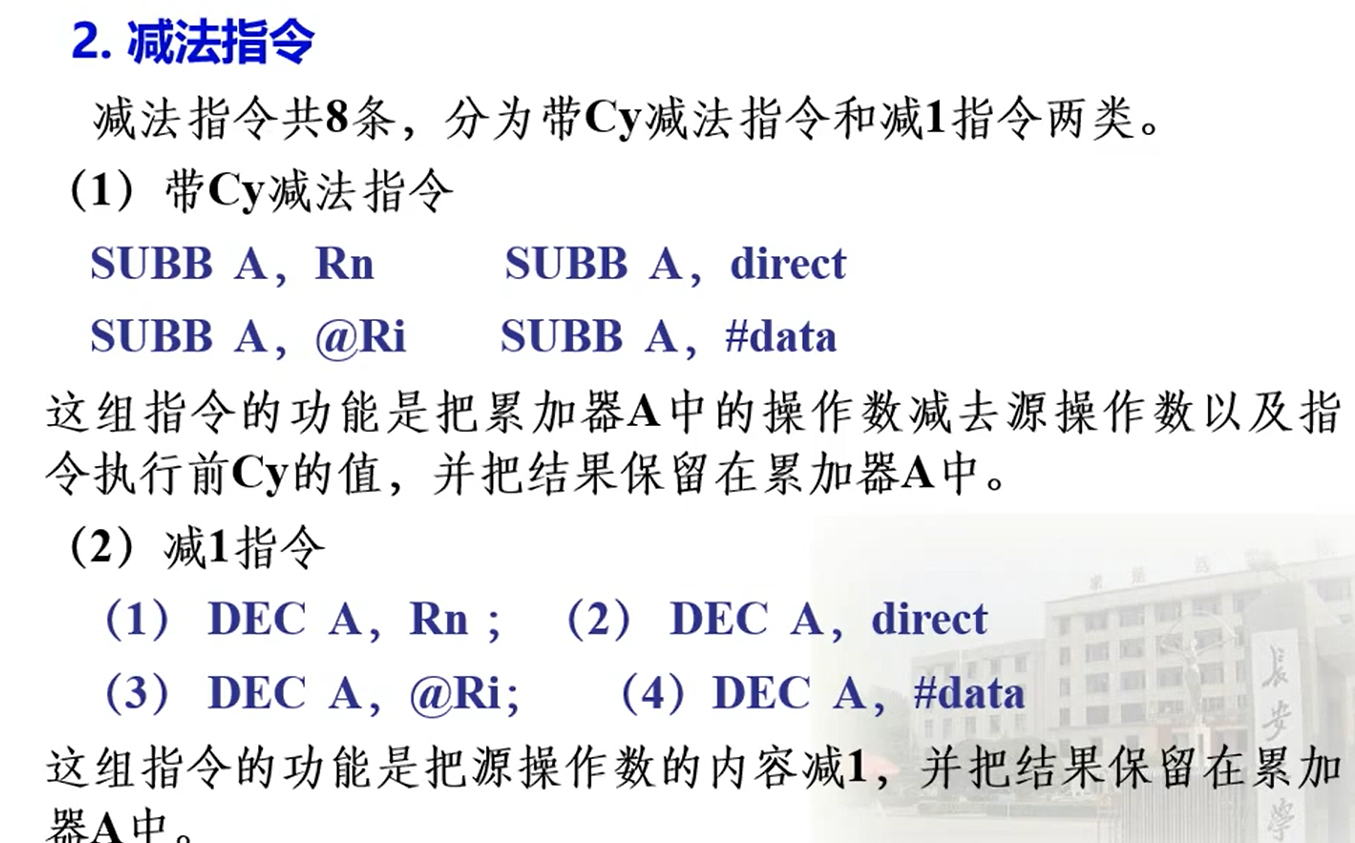 2. 减法指令
减法指令共8条，分为带Cy减法指令和减1指令两类。
（1）带Cy减法指令
SUBB A，Rn SUBB A，direct
SUBB A，@Ri SUBB A，#data
这组指令的功能是把累加器A中的操作数减去源操作数以及指
令执行前Cy的值，并把结果保留在累加器A中。
（2）减1指令
（1） DEC A，Rn； （2） DEC A，direct
（3） DEC A，@Ri； （4）DEC A，#data
这组指令的功能是把源操作数的内容减1，并把结果保留在累加
器A中。
长安
学